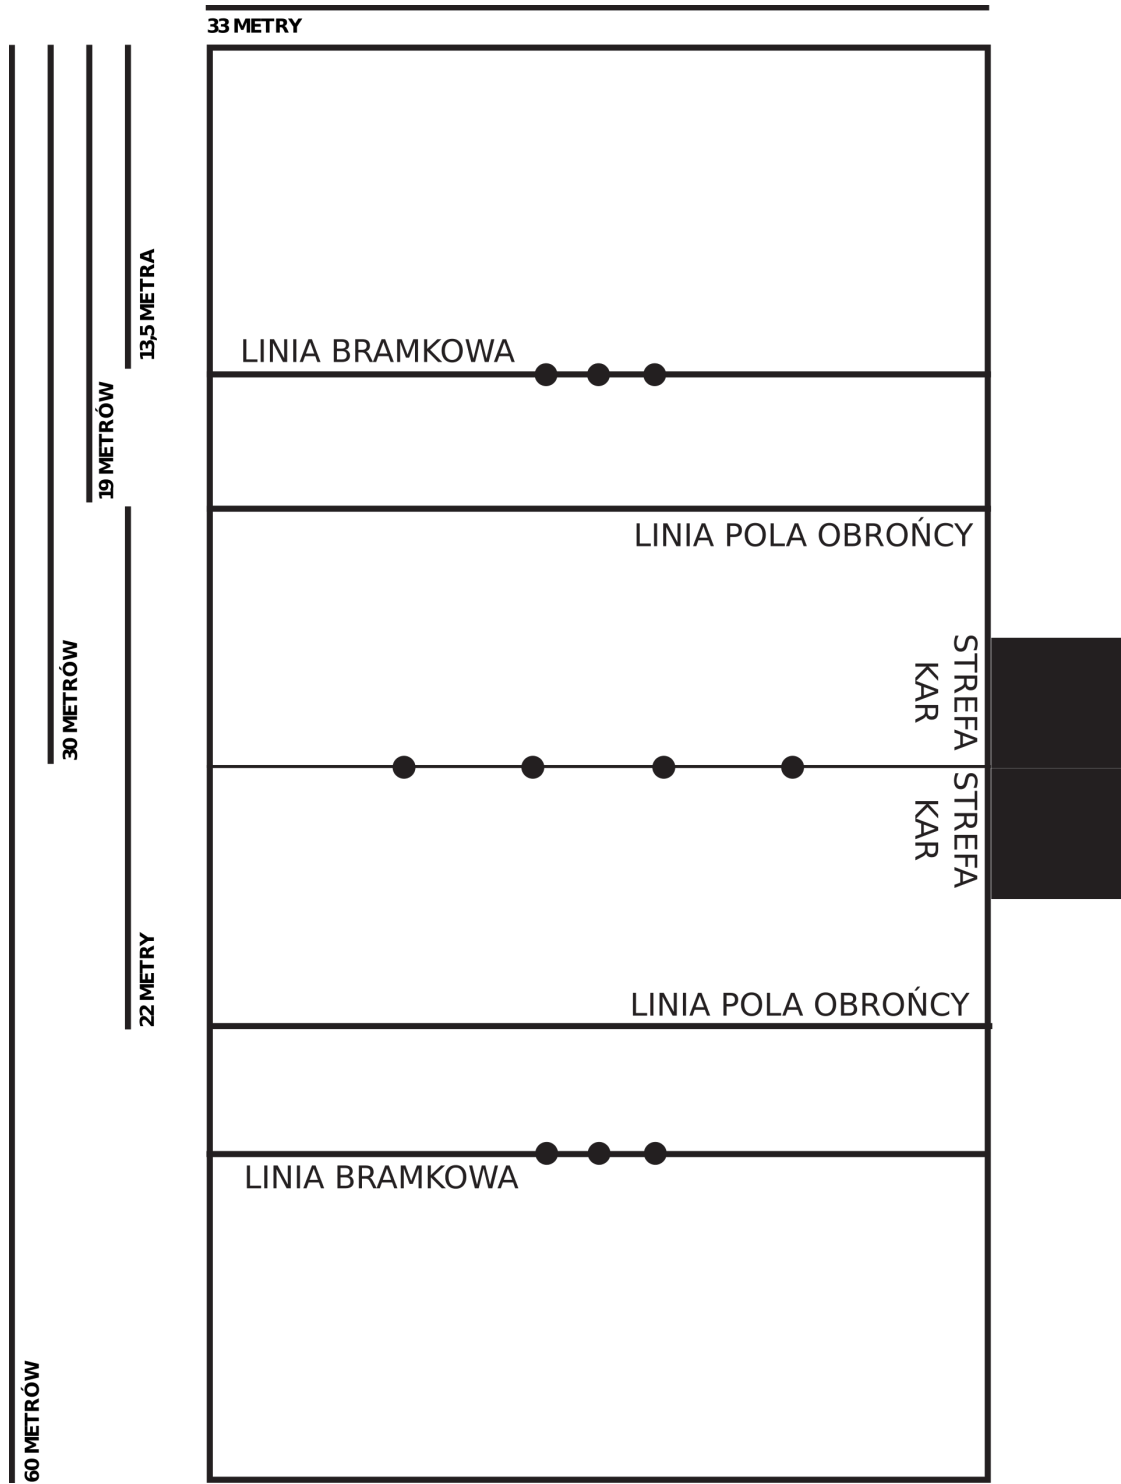 33 METRY
13,5 METRA
LINIA BRAMKOWA
19 METRÓW
LINIA POLA OBROŃCY
30 METRÓW
STREFA
KAR
STREFA
KAR
22 METRY
LINIA POLA OBROŃCY
LINIA BRAMKOWA
60 METRÓW